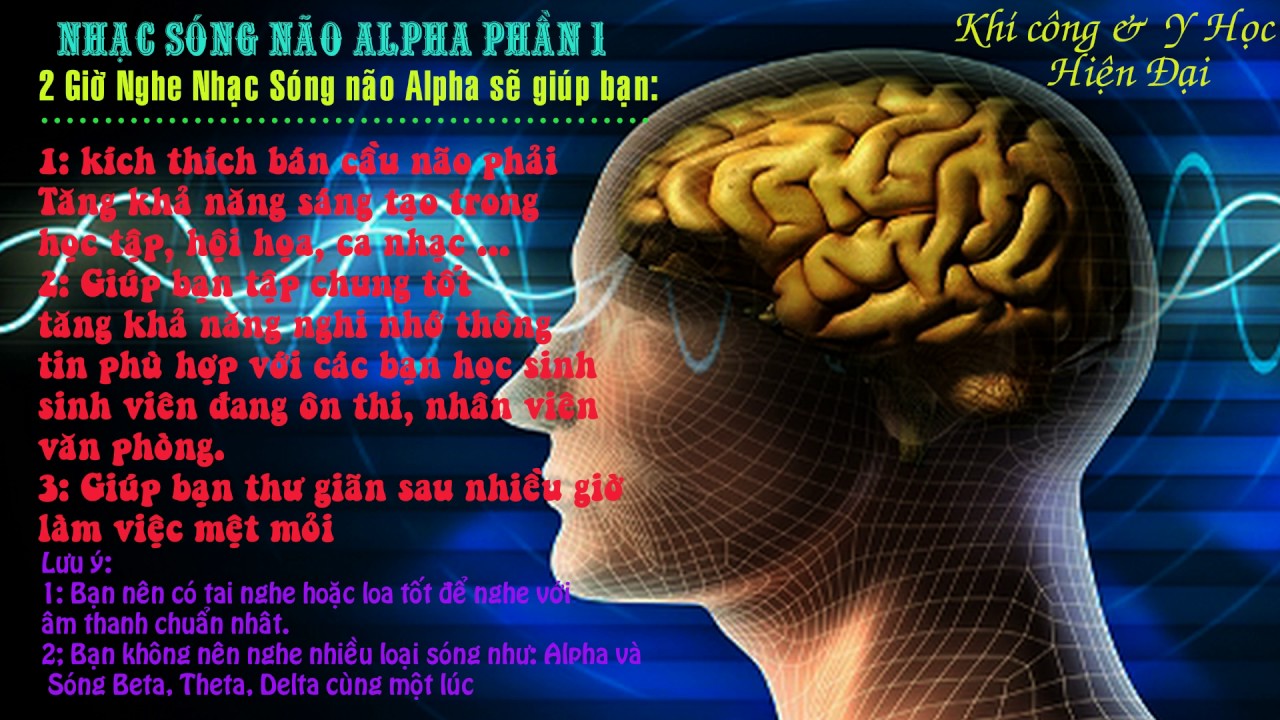 NHẠC SÓNG NÃO ALPHA PHẦN 1
2 Giờ Nghe Nhạc Sóng não Alpha sẽ giúp bạn:
Khí công & Y Học
Hiện Đại
1: kích thích bán cầu não phải
Tăng khả năng sáng tạo trong
học tập, hội họa, ca nhạc ...
2: Giúp bạn tập chung tốt
tăng khả năng nghi nhớ thông
tin phù hợp với các bạn học sinh
sinh viên đang ôn thi, nhân viên
văn phòng.
3: Giúp bạn thư giãn sau nhiều giờ
làm việc mệt mỏi
Lưu ý:
1: Bạn nên có tai nghe hoặc loa tốt để nghe với
âm thanh chuẩn nhât.
2; Bạn không nên nghe nhiều loại sóng như: Alpha và
Sóng Beta, Theta, Delta cùng một lúc